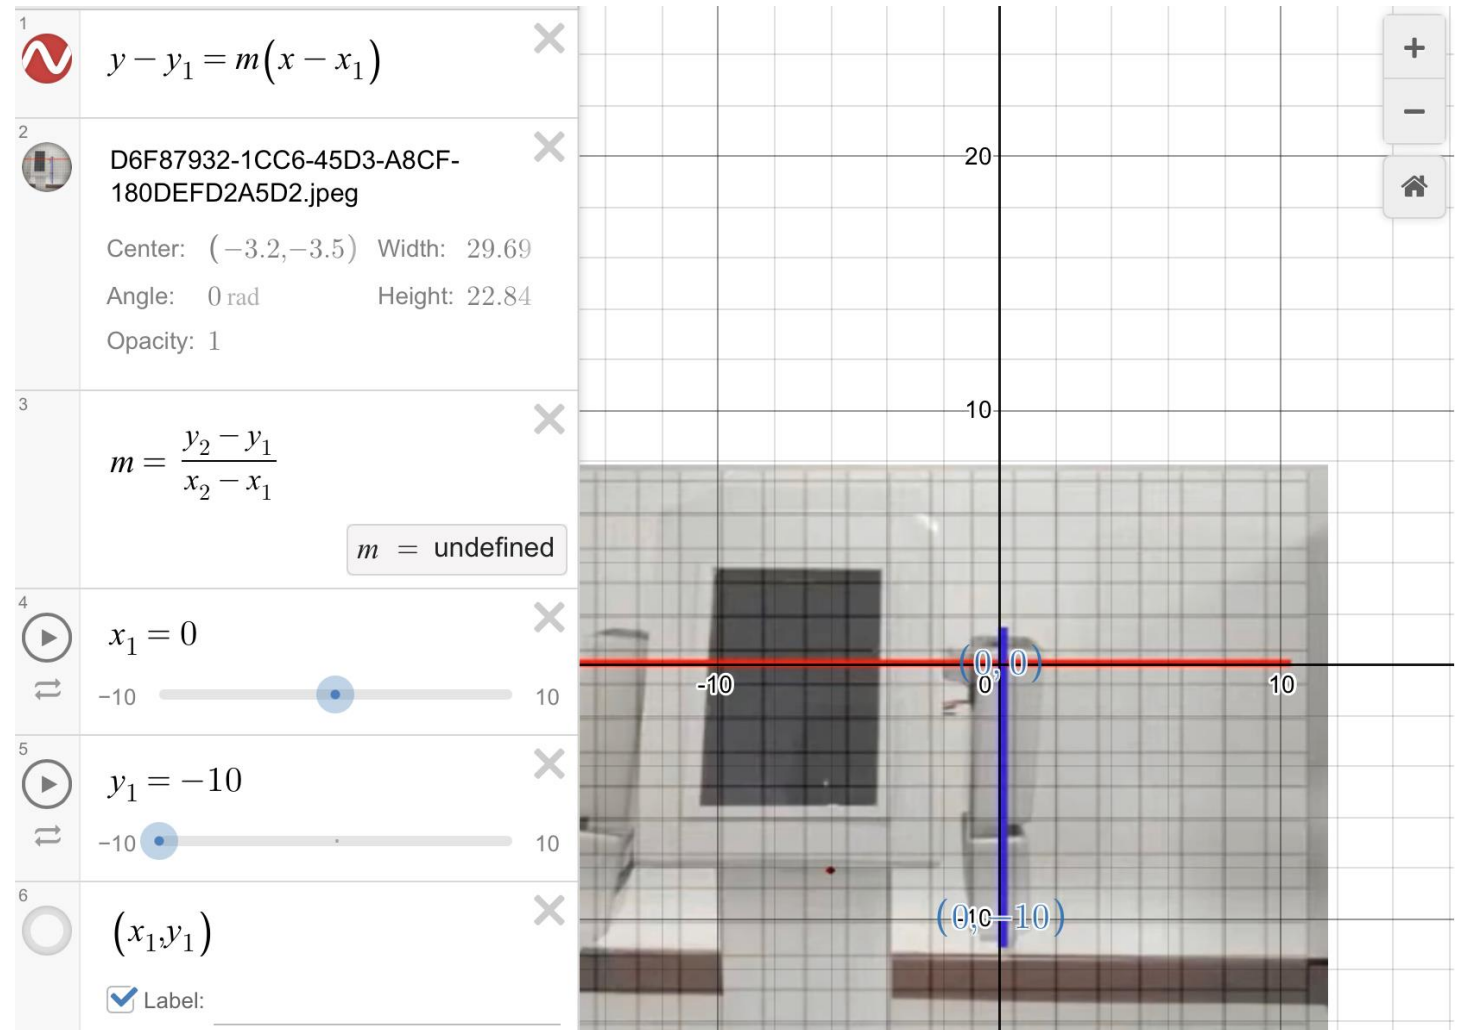 1
y − y₁ = m(x − x₁)
2
D6F87932-1CC6-45D3-A8CF-
180DEFD2A5D2.jpeg
Center: (−3.2,−3.5) Width: 29.69
Angle: 0 rad Height: 22.84
Opacity: 1
3
m = (y₂ − y₁)/(x₂ − x₁)
m = undefined
4
x₁ = 0
−10 10
5
y₁ = −10
−10 10
6
(x₁,y₁)
Label:
20
10
(0, 0)
-10 0 10
(0, −10)
-10
+
−